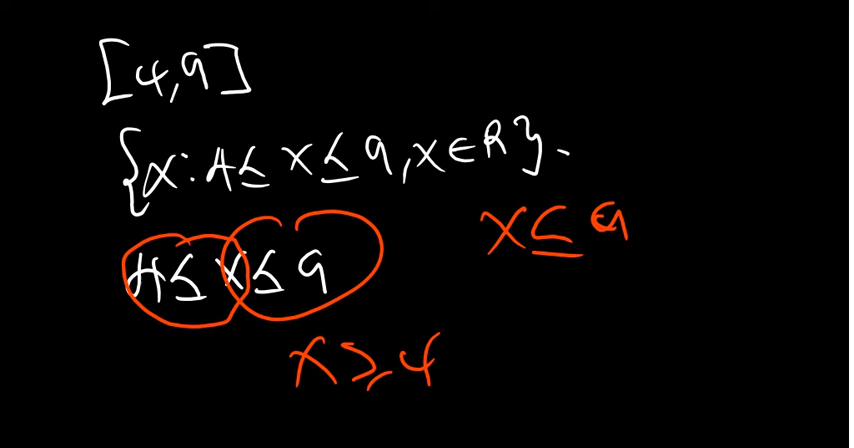 [4,9]
{x: 4≤ x ≤ 9, x∈R}.
4≤ x ≤ 9
x ≤ 9
x ≥ 4